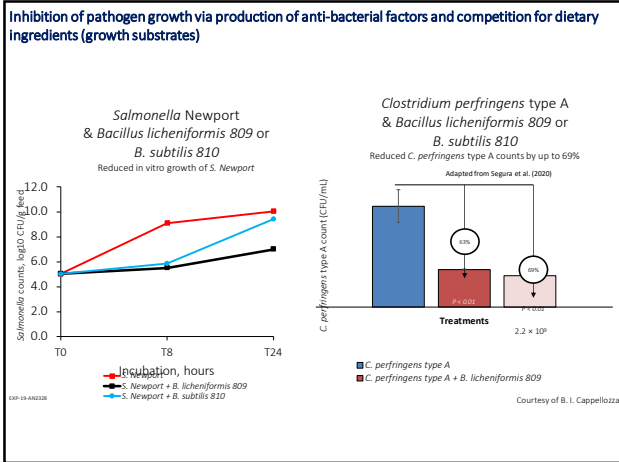 Inhibition of pathogen growth via production of anti-bacterial factors and competition for dietary
ingredients (growth substrates)
Salmonella Newport
& Bacillus licheniformis 809 or
B. subtilis 810
Reduced in vitro growth of S. Newport
Salmonella counts, log10 CFU/g feed
12.0
10.0
8.0
6.0
4.0
2.0
0.0
T0
T8
T24
Incubation, hours
S. Newport
S. Newport + B. licheniformis 809
S. Newport + B. subtilis 810
EXP-19-AN2328
Clostridium perfringens type A
& Bacillus licheniformis 809 or
B. subtilis 810
Reduced C. perfringens type A counts by up to 69%
Adapted from Segura et al. (2020)
C. perfringens type A count (CFU/mL)
63%
69%
P < 0.01
P < 0.01
Treatments
2.2 × 10⁹
C. perfringens type A
C. perfringens type A + B. licheniformis 809
Courtesy of B. I. Cappellozza